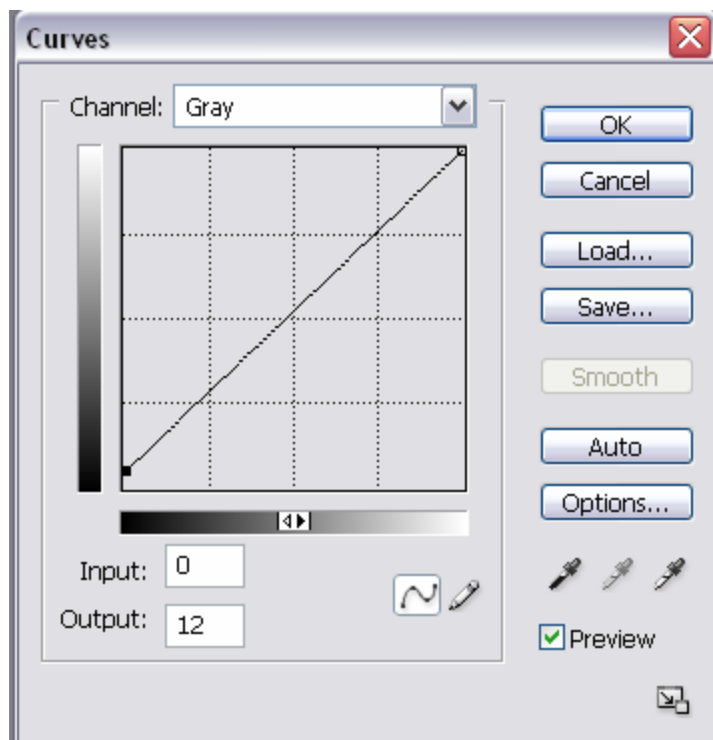 Curves
Channel: Gray
OK
Cancel
Load...
Save...
Smooth
Auto
Options...
Input: 0
Output: 12
Preview